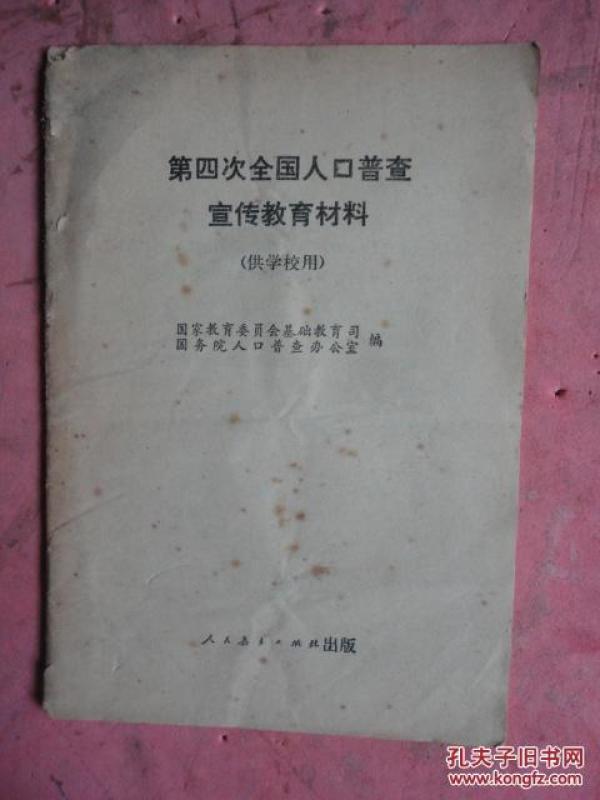 第四次全国人口普查
宣传教育材料
(供学校用)
国家教育委员会基础教育司
国务院人口普查办公室 编
人民教育出版社出版
孔夫子旧书网
www.kongfz.com